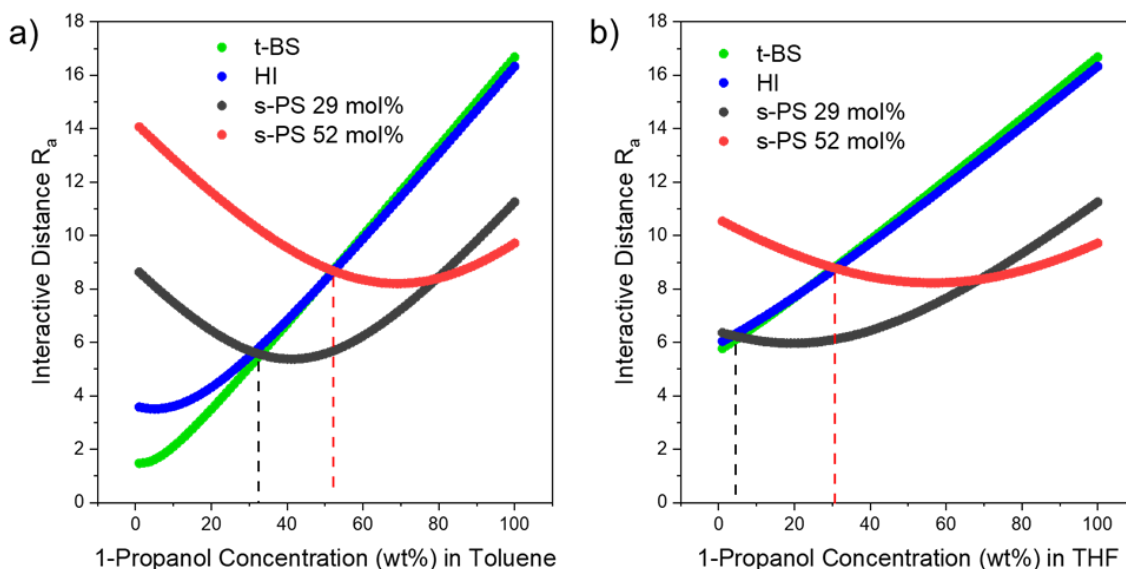 a)
t-BS
HI
s-PS 29 mol%
s-PS 52 mol%
Interactive Distance Rₐ
18
16
14
12
10
8
6
4
2
0
0 20 40 60 80 100
1-Propanol Concentration (wt%) in Toluene
b)
t-BS
HI
s-PS 29 mol%
s-PS 52 mol%
Interactive Distance Rₐ
18
16
14
12
10
8
6
4
2
0
0 20 40 60 80 100
1-Propanol Concentration (wt%) in THF